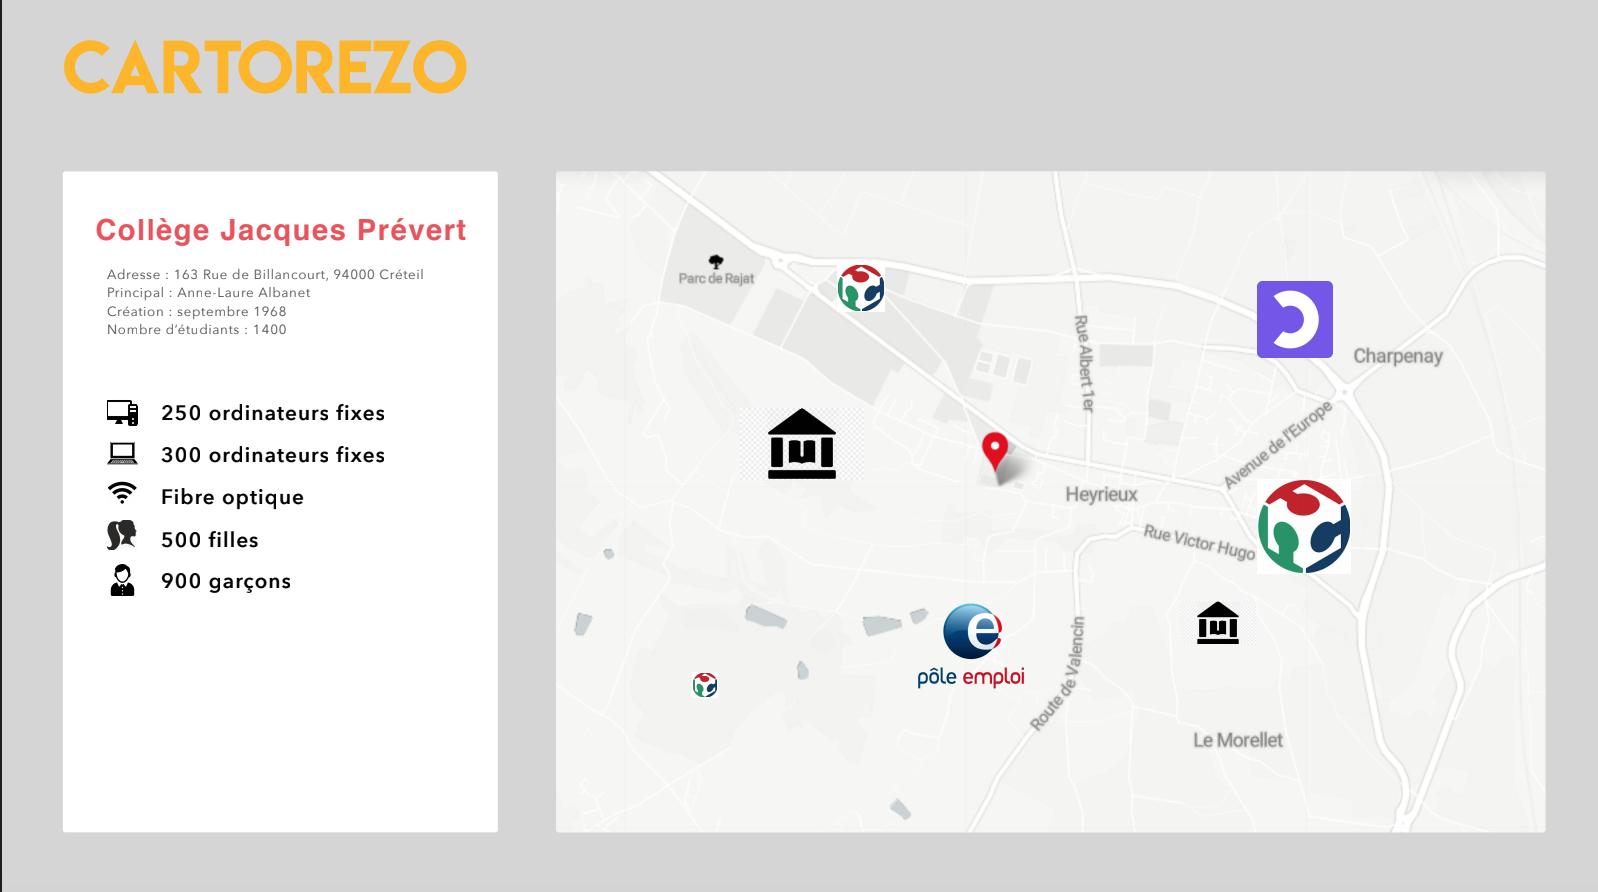 CARTOREZO
Collège Jacques Prévert
Adresse : 163 Rue de Billancourt, 94000 Créteil
Principal : Anne-Laure Albanet
Création : septembre 1968
Nombre d'étudiants : 1400
250 ordinateurs fixes
300 ordinateurs fixes
Fibre optique
500 filles
900 garçons
Parc de Rajat
Rue Albert 1er
Charpenay
Avenue de l'Europe
Heyrieux
Rue Victor Hugo
pôle emploi
Route de Valencin
Le Morellet